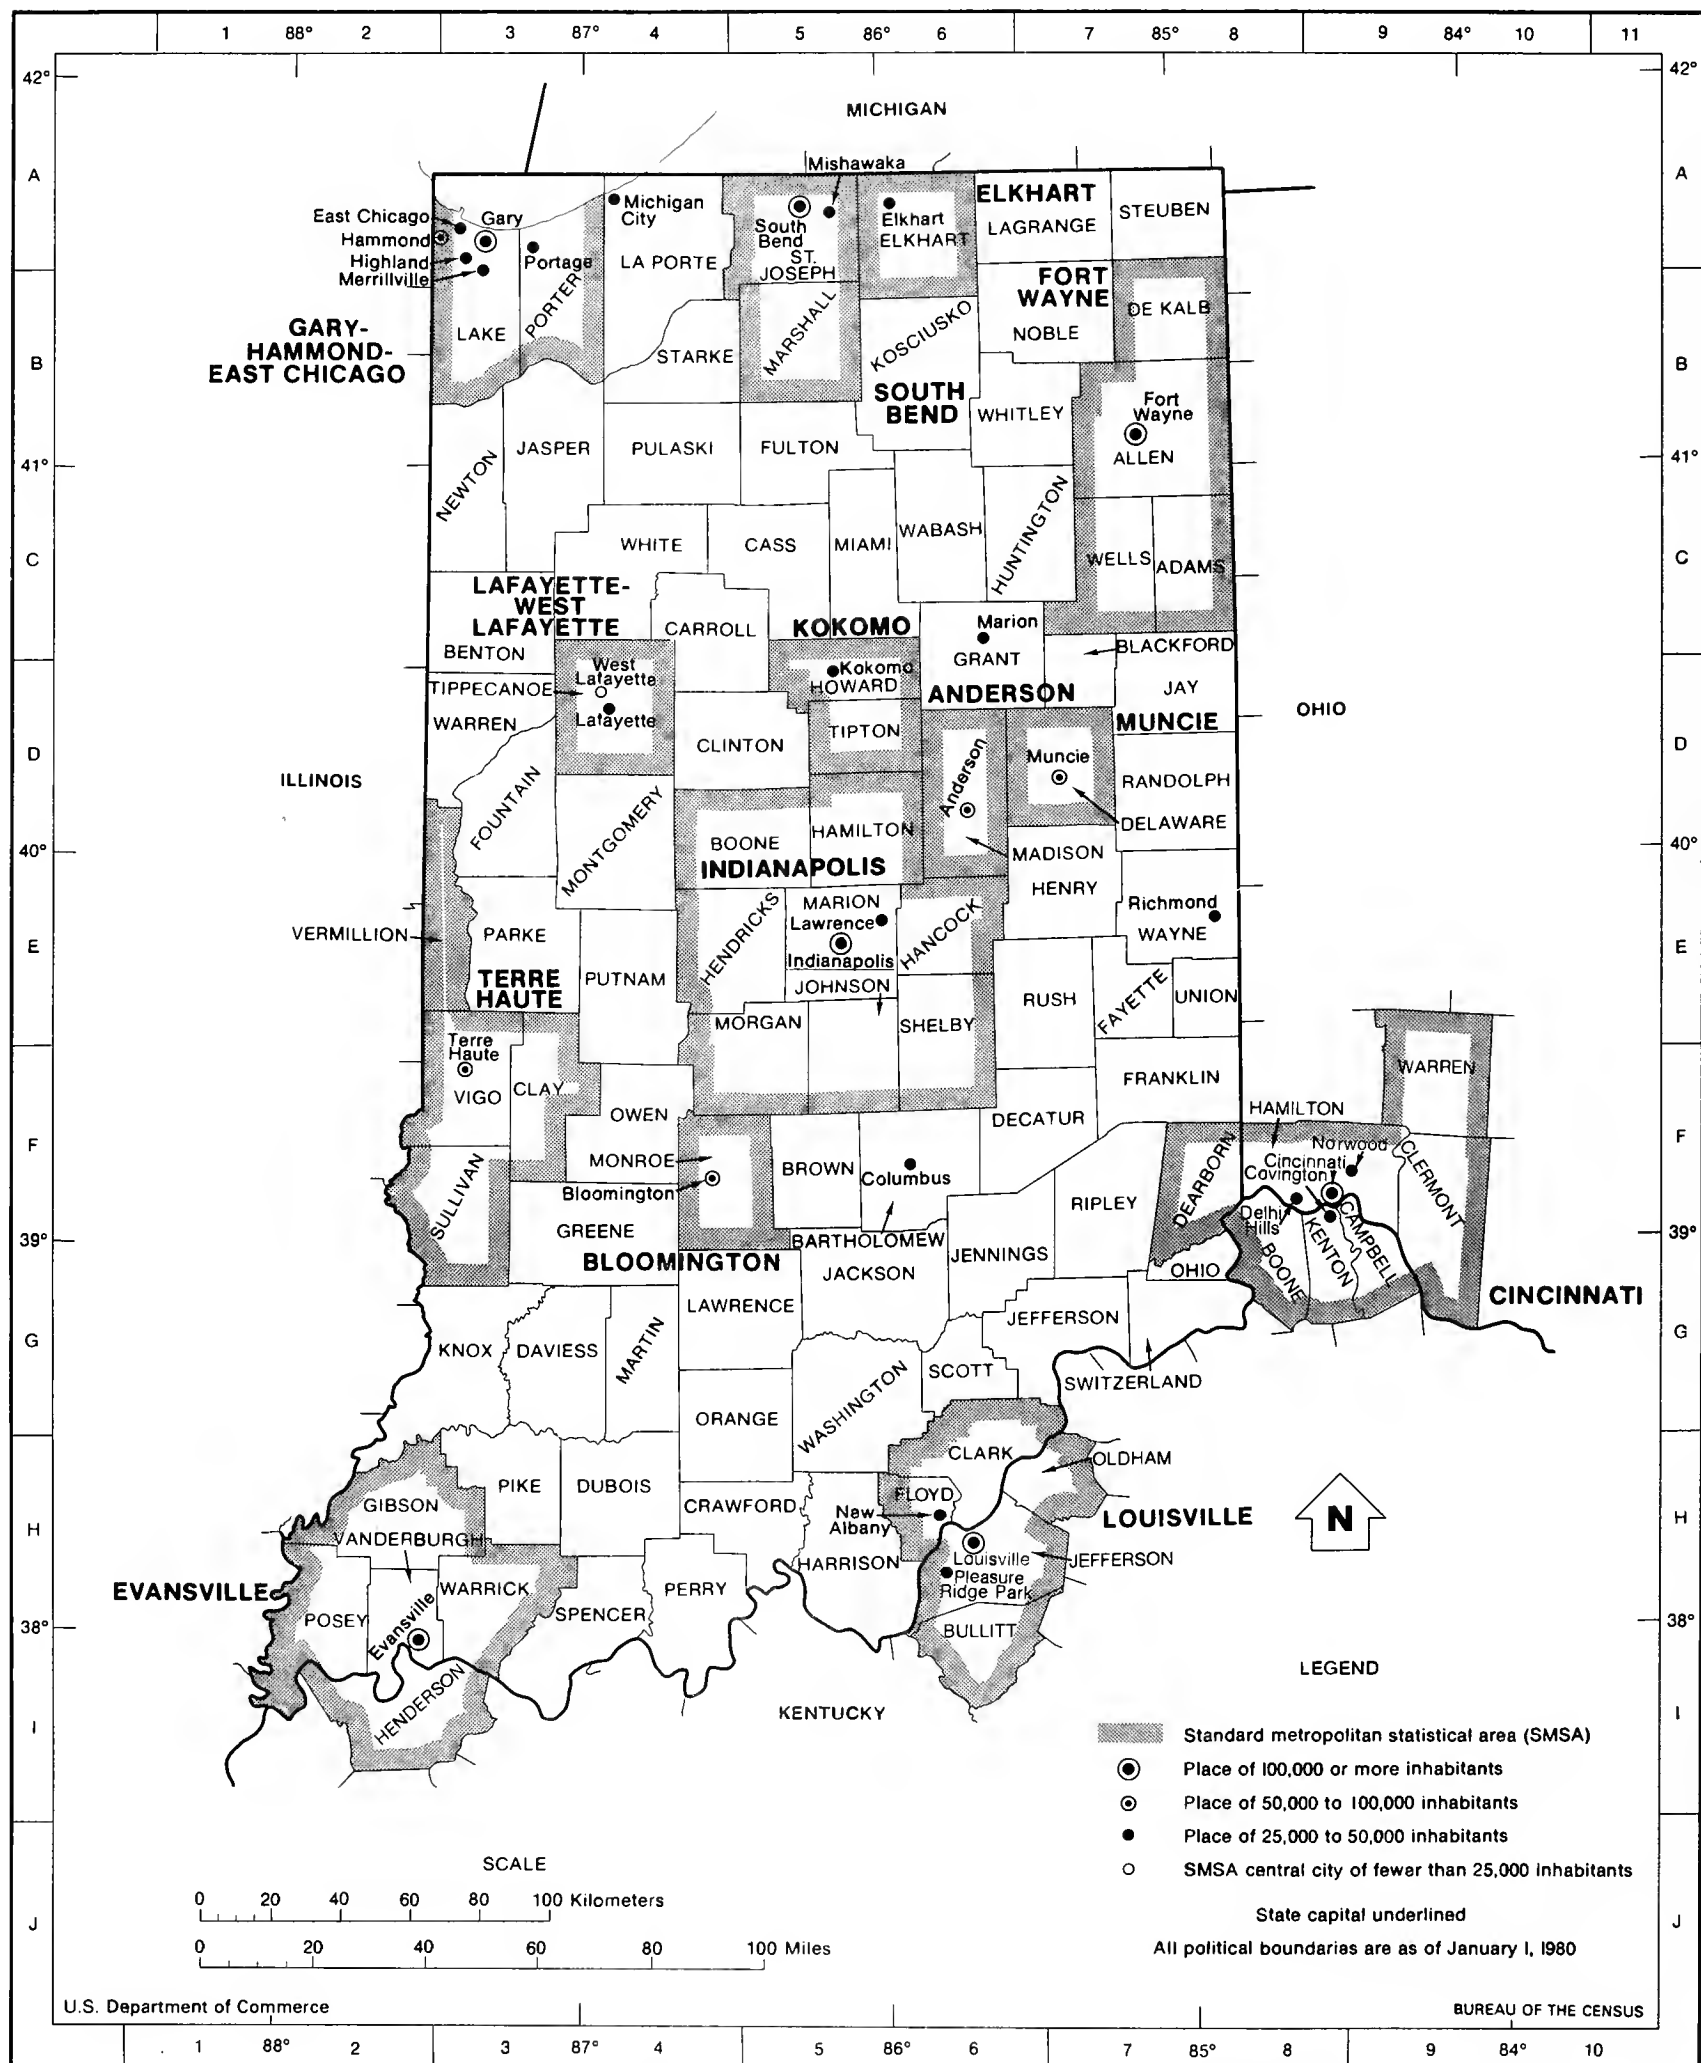 1 88° 2 3 87° 4 5 86° 6 7 85° 8 9 84° 10 11
42° 42°
MICHIGAN
A A
Mishawaka
East Chicago
Gary
Hammond
Highland
Merrillville
Portage
Michigan
City
LA PORTE
South
Bend
ST.
JOSEPH
Elkhart
ELKHART
ELKHART
LAGRANGE
STEUBEN
FORT
WAYNE
NOBLE
DE KALB
GARY-
HAMMOND-
EAST CHICAGO
LAKE
PORTER
STARKE
MARSHALL
KOSCIUSKO
B B
SOUTH
BEND
WHITLEY
Fort
Wayne
ALLEN
41° 41°
NEWTON
JASPER
PULASKI
FULTON
WHITE
CASS
MIAMI
WABASH
HUNTINGTON
WELLS
ADAMS
C C
LAFAYETTE-
WEST
LAFAYETTE
BENTON
CARROLL
KOKOMO
Kokomo
HOWARD
Marion
GRANT
BLACKFORD
JAY
TIPPECANOE
West
Lafayette
Lafayette
WARREN
ANDERSON
MUNCIE
OHIO
D D
CLINTON
TIPTON
Anderson
Muncie
RANDOLPH
DELAWARE
ILLINOIS
FOUNTAIN
MONTGOMERY
BOONE
HAMILTON
INDIANAPOLIS
MADISON
HENRY
40° 40°
VERMILLION
PARKE
HENDRICKS
MARION
Lawrence
Indianapolis
HANCOCK
Richmond
WAYNE
E E
TERRE
HAUTE
PUTNAM
JOHNSON
MORGAN
SHELBY
RUSH
FAYETTE
UNION
Terre
Haute
VIGO
CLAY
OWEN
FRANKLIN
WARREN
DECATUR
F F
HAMILTON
Norwood
Cincinnati
Covington
CLERMONT
DEARBORN
Delhi
Hills
BOONE
KENTON
CAMPBELL
SULLIVAN
MONROE
Bloomington
GREENE
BROWN
Columbus
BARTHOLOMEW
RIPLEY
39° 39°
BLOOMINGTON
JACKSON
JENNINGS
OHIO
CINCINNATI
LAWRENCE
JEFFERSON
G G
KNOX
DAVIESS
MARTIN
SCOTT
SWITZERLAND
ORANGE
WASHINGTON
CLARK
OLDHAM
PIKE
DUBOIS
CRAWFORD
FLOYD
New
Albany
HARRISON
LOUISVILLE
N
GIBSON
VANDERBURGH
H H
EVANSVILLE
POSEY
Evansville
WARRICK
SPENCER
PERRY
Louisville
Pleasure
Ridge Park
JEFFERSON
BULLITT
38° 38°
HENDERSON
KENTUCKY
I I
LEGEND
Standard metropolitan statistical area (SMSA)
Place of 100,000 or more inhabitants
Place of 50,000 to 100,000 inhabitants
Place of 25,000 to 50,000 inhabitants
SMSA central city of fewer than 25,000 inhabitants
State capital underlined
All political boundaries are as of January 1, 1980
SCALE
0 20 40 60 80 100 Kilometers
0 20 40 60 80 100 Miles
J J
U.S. Department of Commerce
BUREAU OF THE CENSUS
1 88° 2 3 87° 4 5 86° 6 7 85° 8 9 84° 10